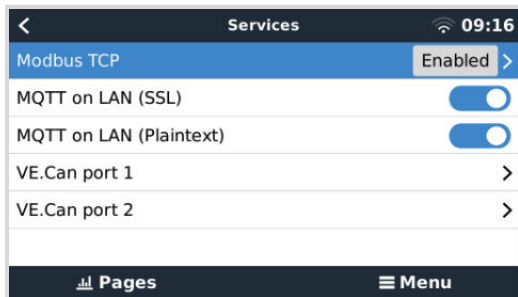 Services 09:16
Modbus TCP Enabled
MQTT on LAN (SSL)
MQTT on LAN (Plaintext)
VE.Can port 1
VE.Can port 2
Pages Menu